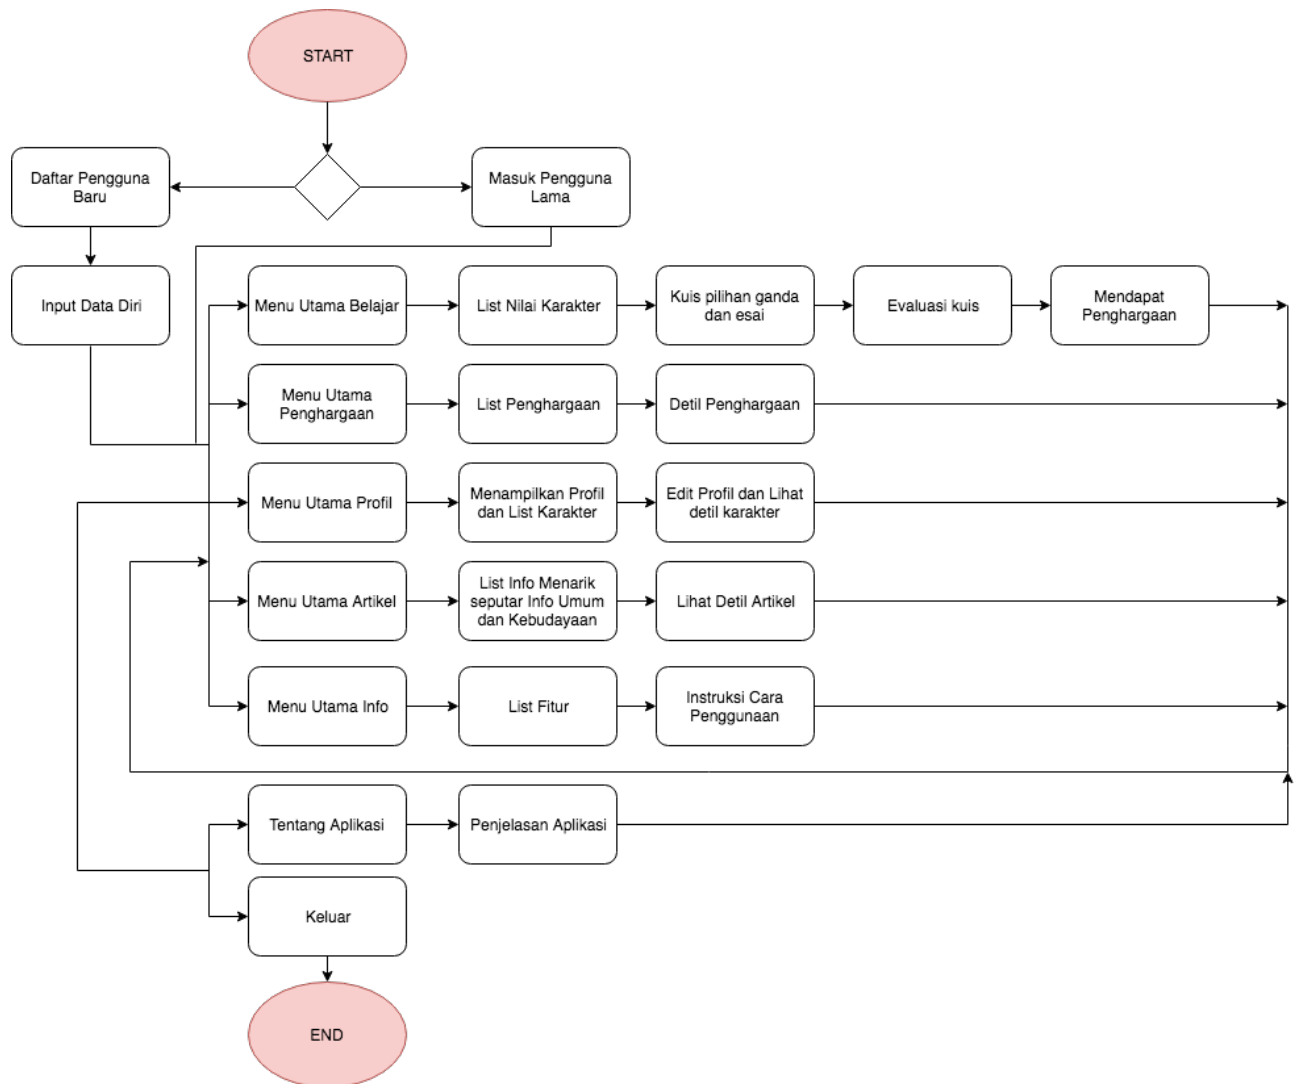 START
Daftar Pengguna
Baru
Masuk Pengguna
Lama
Input Data Diri
Menu Utama Belajar
List Nilai Karakter
Kuis pilihan ganda
dan esai
Evaluasi kuis
Mendapat
Penghargaan
Menu Utama
Penghargaan
List Penghargaan
Detil Penghargaan
Menu Utama Profil
Menampilkan Profil
dan List Karakter
Edit Profil dan Lihat
detil karakter
Menu Utama Artikel
List Info Menarik
seputar Info Umum
dan Kebudayaan
Lihat Detil Artikel
Menu Utama Info
List Fitur
Instruksi Cara
Penggunaan
Tentang Aplikasi
Penjelasan Aplikasi
Keluar
END